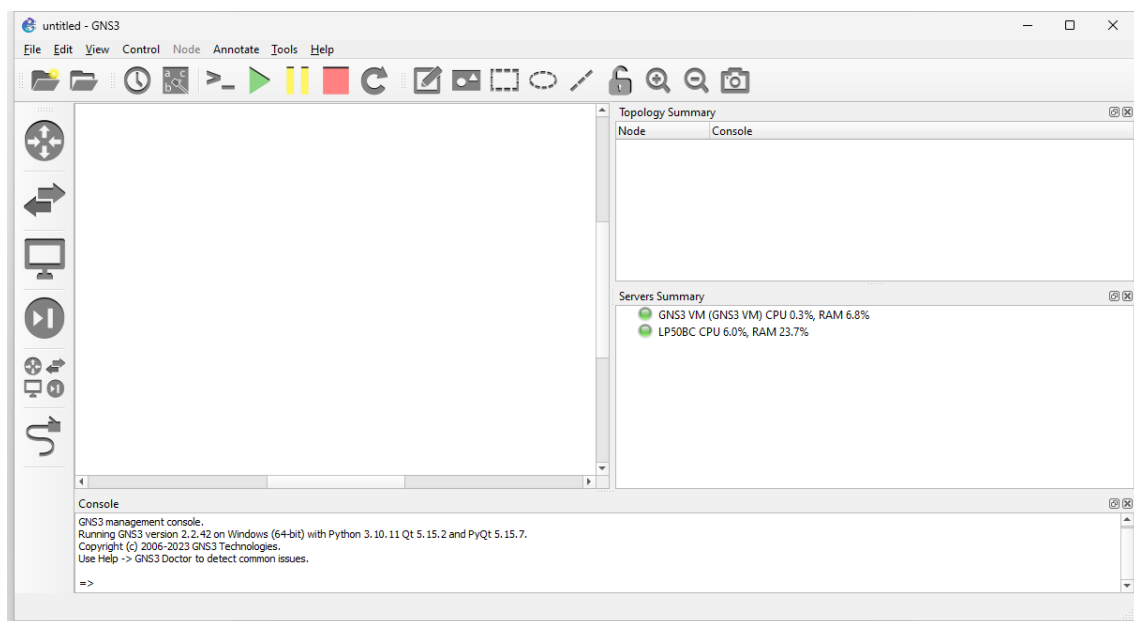 untitled - GNS3
File Edit View Control Node Annotate Tools Help
Topology Summary
Node Console
Servers Summary
GNS3 VM (GNS3 VM) CPU 0.3%, RAM 6.8%
LP50BC CPU 6.0%, RAM 23.7%
Console
GNS3 management console.
Running GNS3 version 2.2.42 on Windows (64-bit) with Python 3.10.11 Qt 5.15.2 and PyQt 5.15.7.
Copyright (c) 2006-2023 GNS3 Technologies.
Use Help -> GNS3 Doctor to detect common issues.
=>